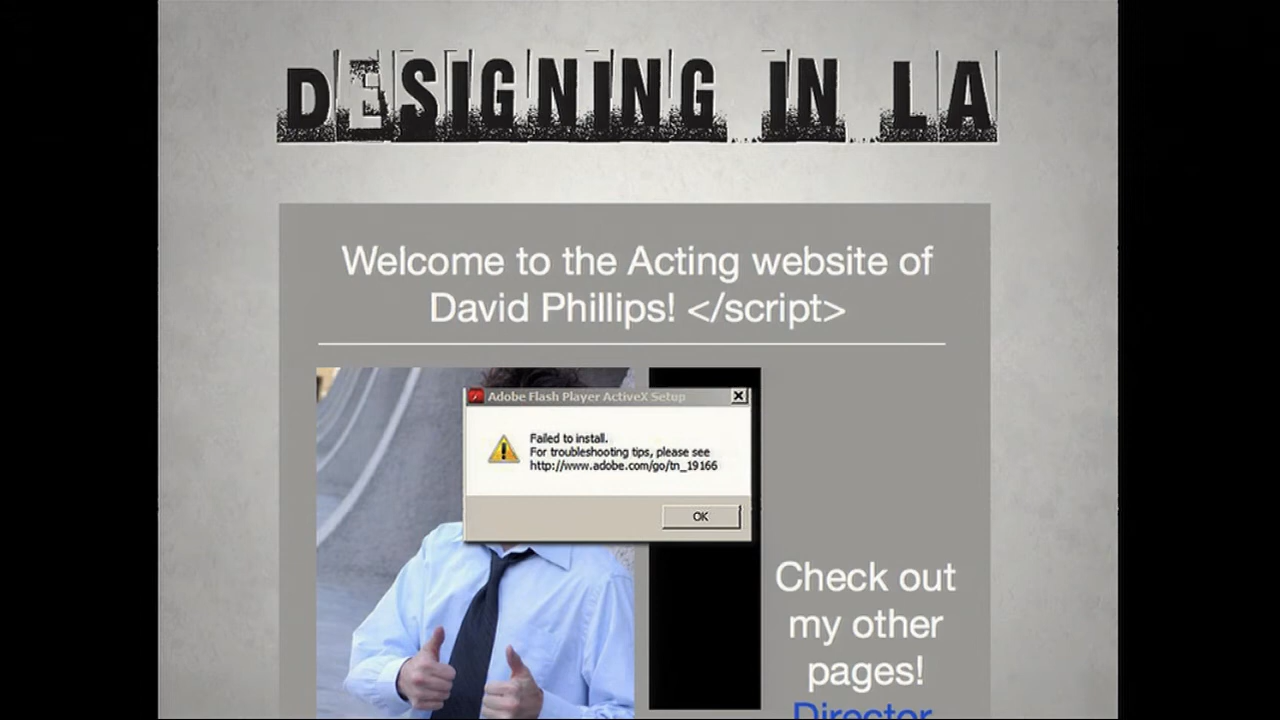 DESIGNING IN LA
Welcome to the Acting website of
David Phillips! </script>
Adobe Flash Player ActiveX Setup
Failed to install.
For troubleshooting tips, please see
http://www.adobe.com/go/tn_19166
OK
Check out
my other
pages!
Director